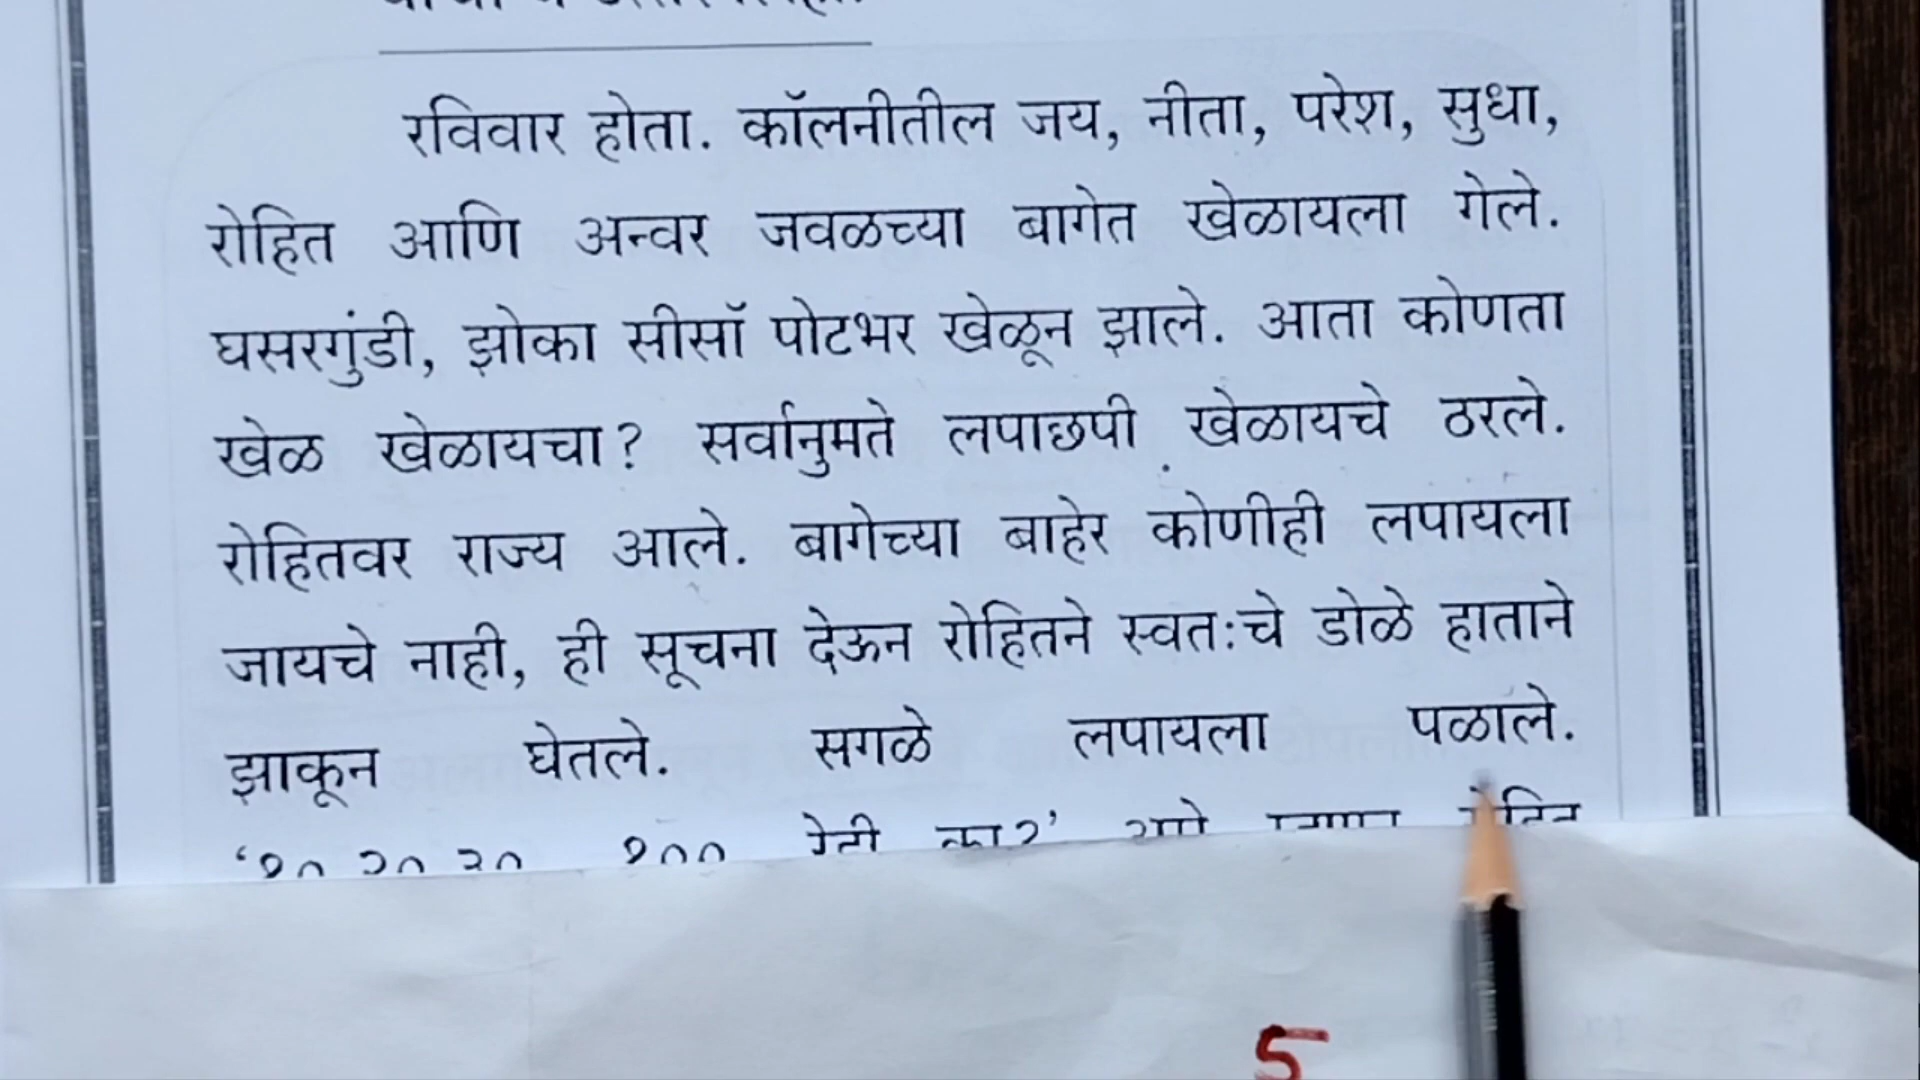 रविवार होता. कॉलनीतील जय, नीता, परेश, सुधा,
रोहित आणि अन्वर जवळच्या बागेत खेळायला गेले.
घसरगुंडी, झोका सीसॉ पोटभर खेळून झाले. आता कोणता
खेळ खेळायचा? सर्वानुमते लपाछपी खेळायचे ठरले.
रोहितवर राज्य आले. बागेच्या बाहेर कोणीही लपायला
जायचे नाही, ही सूचना देऊन रोहितने स्वतःचे डोळे हाताने
झाकून घेतले. सगळे लपायला पळाले.
5